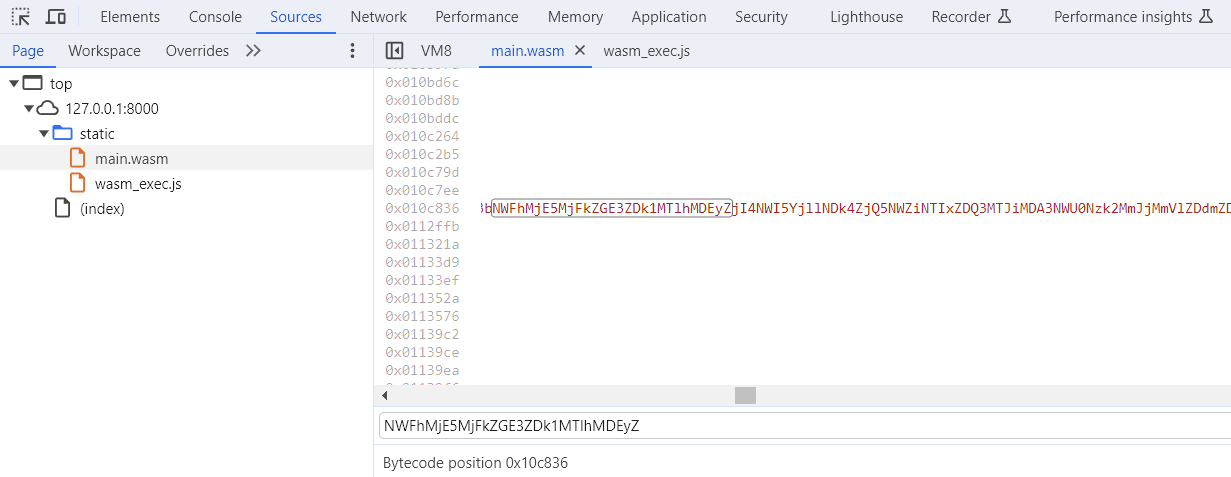 Elements Console Sources Network Performance Memory Application Security Lighthouse Recorder Performance insights
Page Workspace Overrides
VM8 main.wasm wasm_exec.js
top
127.0.0.1:8000
static
main.wasm
wasm_exec.js
(index)
0x010bd6c
0x010bd8b
0x010bddc
0x010c264
0x010c2b5
0x010c79d
0x010c7ee
0x010c836 3bNWFhMjE5MjFkZGE3ZDk1MTlhMDEyZjI4NWI5YjllNDk4ZjQ5NWZiNTIxZDQ3MTJiMDA3NWU0Nzk2MmJjMmVlZDdmZD
0x0112ffb
0x011321a
0x01133d9
0x01133ef
0x011352a
0x0113576
0x01139c2
0x01139ce
0x01139ea
NWFhMjE5MjFkZGE3ZDk1MTlhMDEyZ
Bytecode position 0x10c836